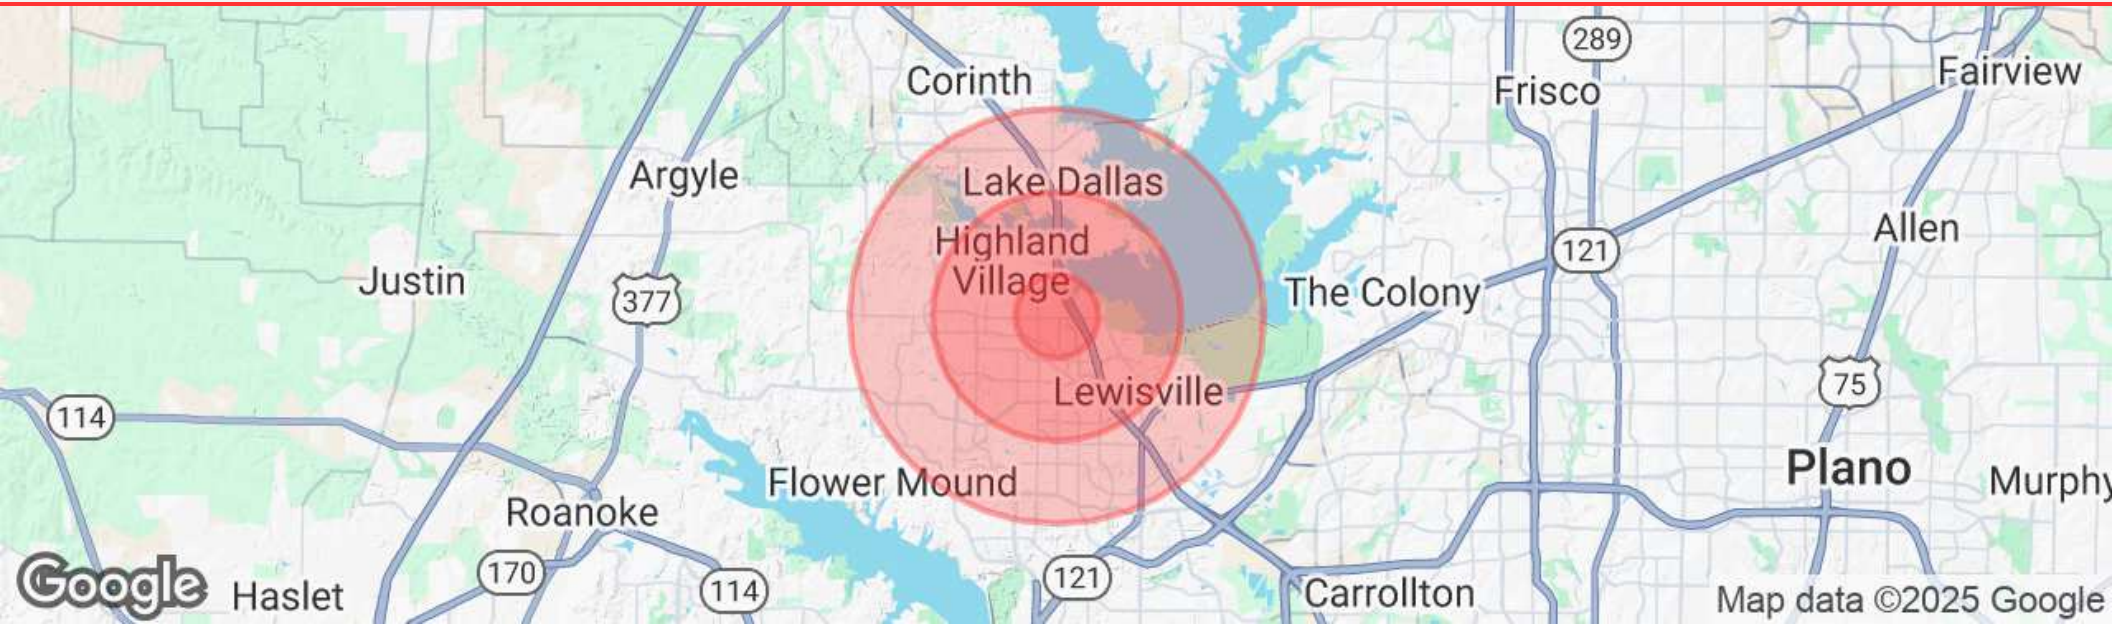 289
Fairview
Corinth
Frisco
Argyle
Lake Dallas
Allen
Highland
Village
121
Justin
377
The Colony
75
Lewisville
114
Plano
Flower Mound
Murphy
Roanoke
170
121
114
Google
Haslet
Carrollton
Map data ©2025 Google